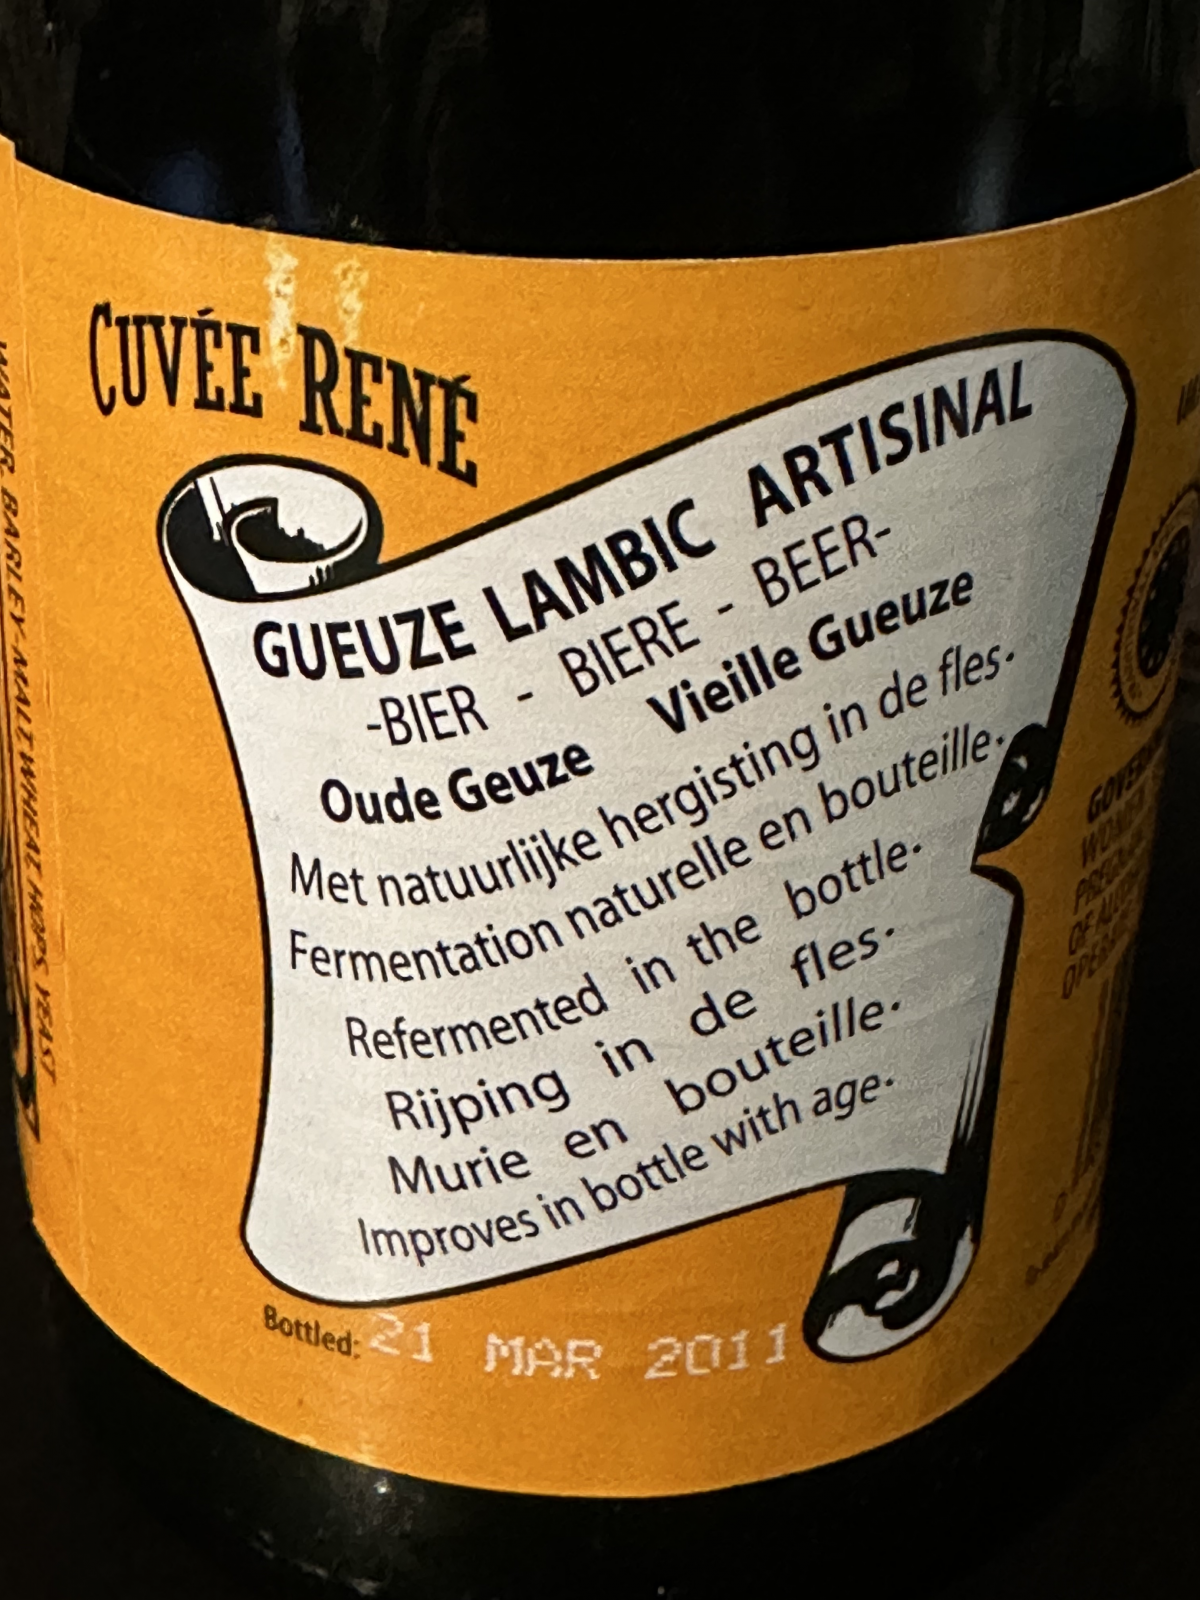 CUVÉE RENÉ
GUEUZE LAMBIC ARTISINAL
-BIER - BIERE - BEER-
Oude Geuze Vieille Gueuze
Met natuurlijke hergisting in de fles·
Fermentation naturelle en bouteille·
Refermented in the bottle·
Rijping in de fles·
Murie en bouteille·
Improves in bottle with age·
Bottled: 21 MAR 2011
WATER, BARLEY-MALT, WHEAT, HOPS, YEAST